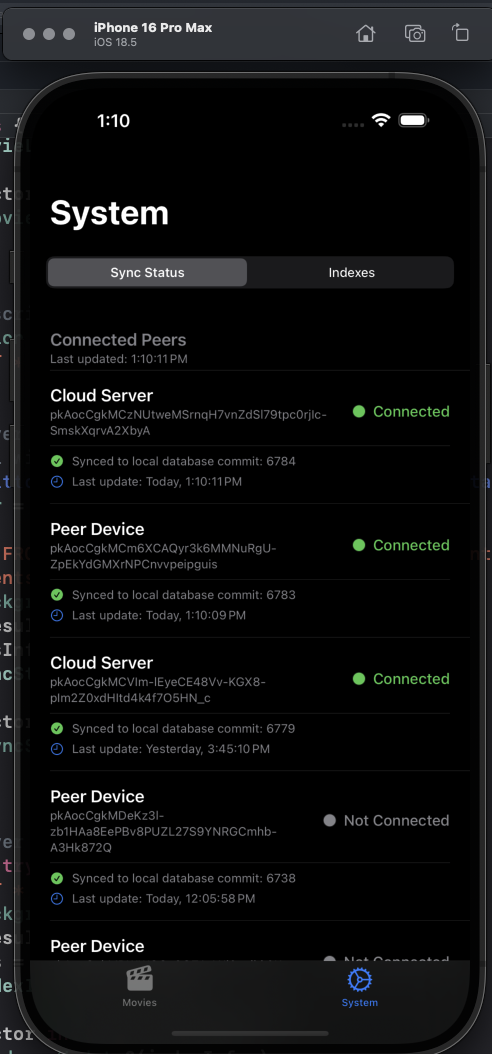 iPhone 16 Pro Max
iOS 18.5
1:10
System
Sync Status
Indexes
Connected Peers
Last updated: 1:10:11 PM
Cloud Server
pkAocCgkMCzNUtweMSrnqH7vnZdSl79tpc0rjlc-
SmskXqrvA2XbyA
Connected
Synced to local database commit: 6784
Last update: Today, 1:10:11 PM
Peer Device
pkAocCgkMCm6XCAQyr3k6MMNuRgU-
ZpEkYdGMXrNPCnvvpeipguis
Connected
Synced to local database commit: 6783
Last update: Today, 1:10:09 PM
Cloud Server
pkAocCgkMCVIm-IEyeCE48Vv-KGX8-
pIm2Z0xdHltd4k4f7O5HN_c
Connected
Synced to local database commit: 6779
Last update: Yesterday, 3:45:10 PM
Peer Device
pkAocCgkMDeKz3I-
zb1HAa8EePBv8PUZL27S9YNRGCmhb-
A3Hk872Q
Not Connected
Synced to local database commit: 6738
Last update: Today, 12:05:58 PM
Peer Device
Not Connected
Movies
System